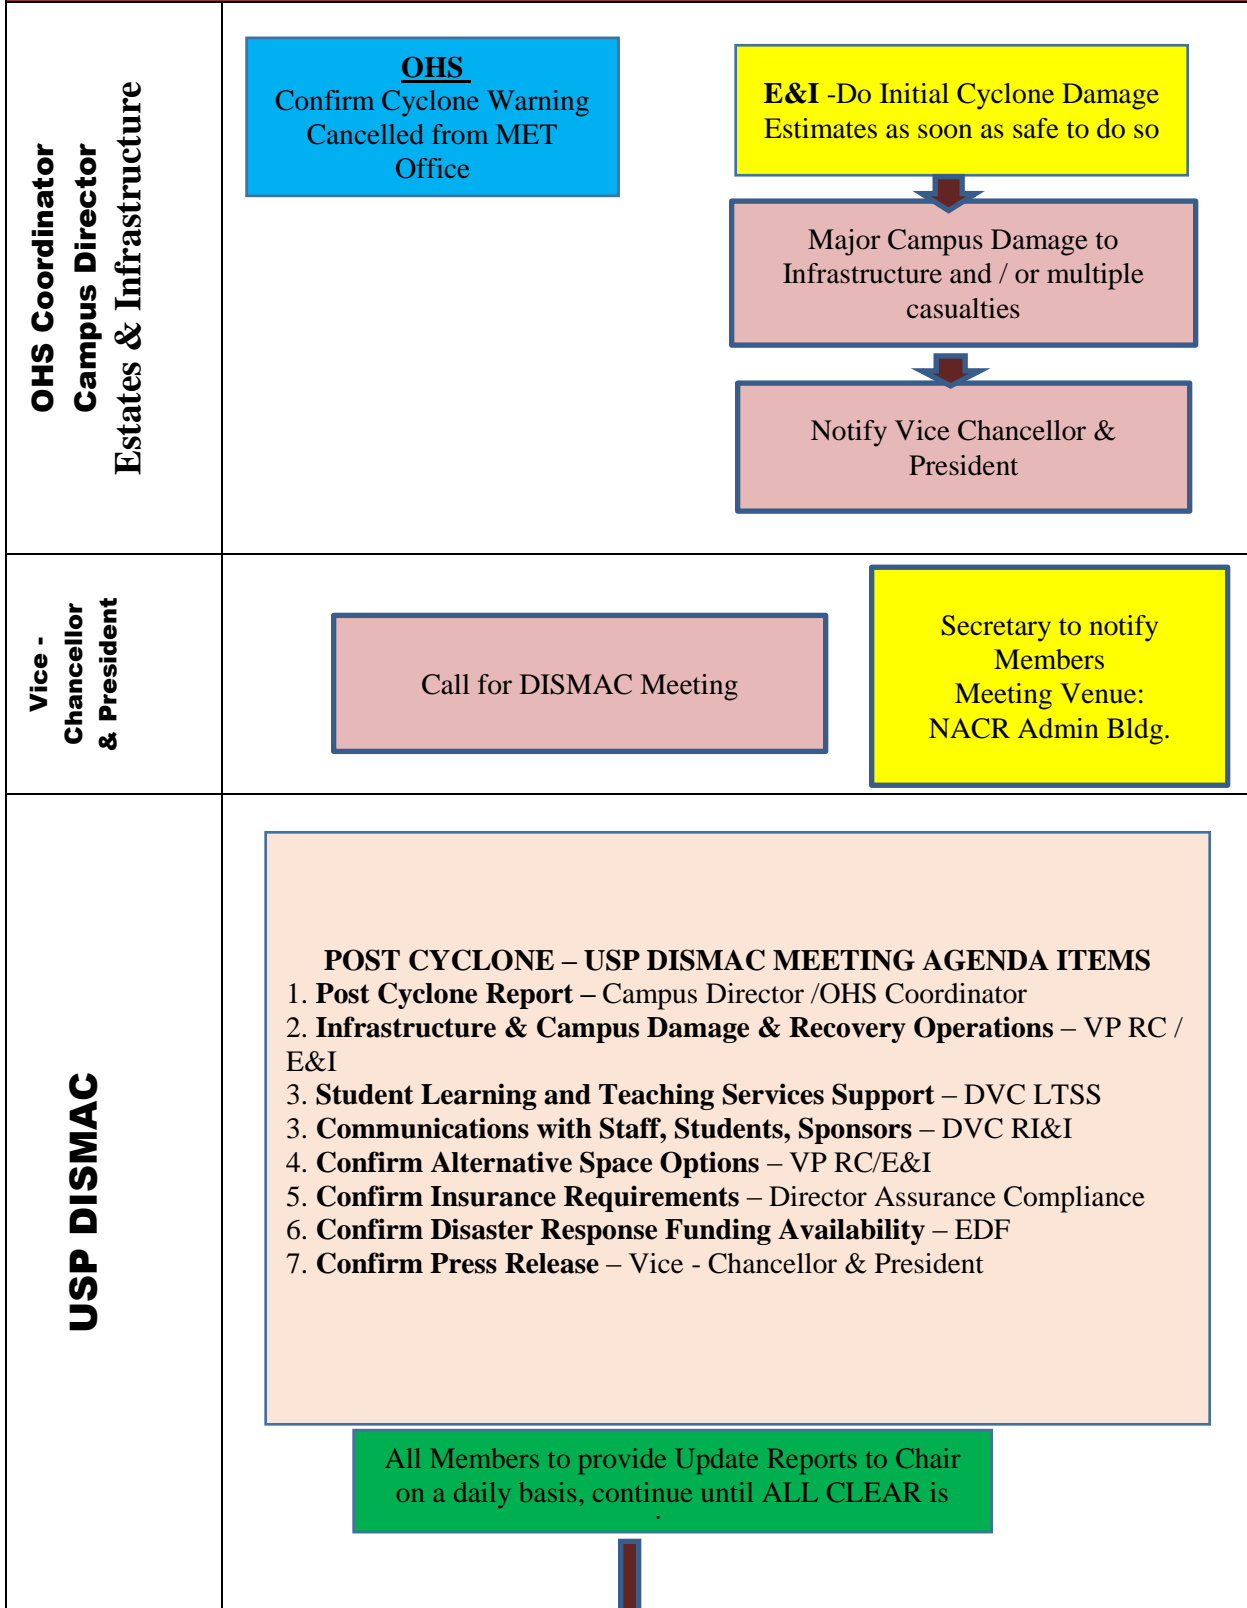 OHS Coordinator
Campus Director
Estates & Infrastructure
OHS
Confirm Cyclone Warning
Cancelled from MET
Office
E&I -Do Initial Cyclone Damage
Estimates as soon as safe to do so
Major Campus Damage to
Infrastructure and / or multiple
casualties
Notify Vice Chancellor &
President
Vice -
Chancellor
& President
Call for DISMAC Meeting
Secretary to notify
Members
Meeting Venue:
NACR Admin Bldg.
USP DISMAC
POST CYCLONE – USP DISMAC MEETING AGENDA ITEMS
1. Post Cyclone Report – Campus Director /OHS Coordinator
2. Infrastructure & Campus Damage & Recovery Operations – VP RC /
E&I
3. Student Learning and Teaching Services Support – DVC LTSS
3. Communications with Staff, Students, Sponsors – DVC RI&I
4. Confirm Alternative Space Options – VP RC/E&I
5. Confirm Insurance Requirements – Director Assurance Compliance
6. Confirm Disaster Response Funding Availability – EDF
7. Confirm Press Release – Vice - Chancellor & President
All Members to provide Update Reports to Chair
on a daily basis, continue until ALL CLEAR is